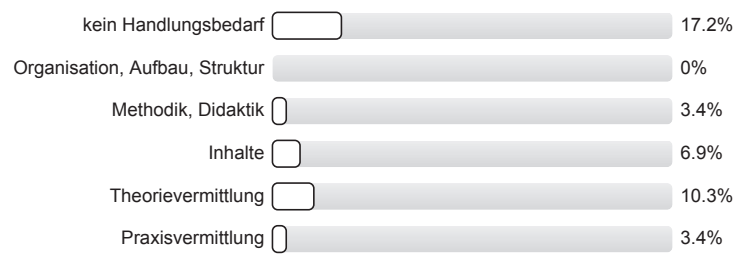 kein Handlungsbedarf 17.2%
Organisation, Aufbau, Struktur 0%
Methodik, Didaktik 3.4%
Inhalte 6.9%
Theorievermittlung 10.3%
Praxisvermittlung 3.4%